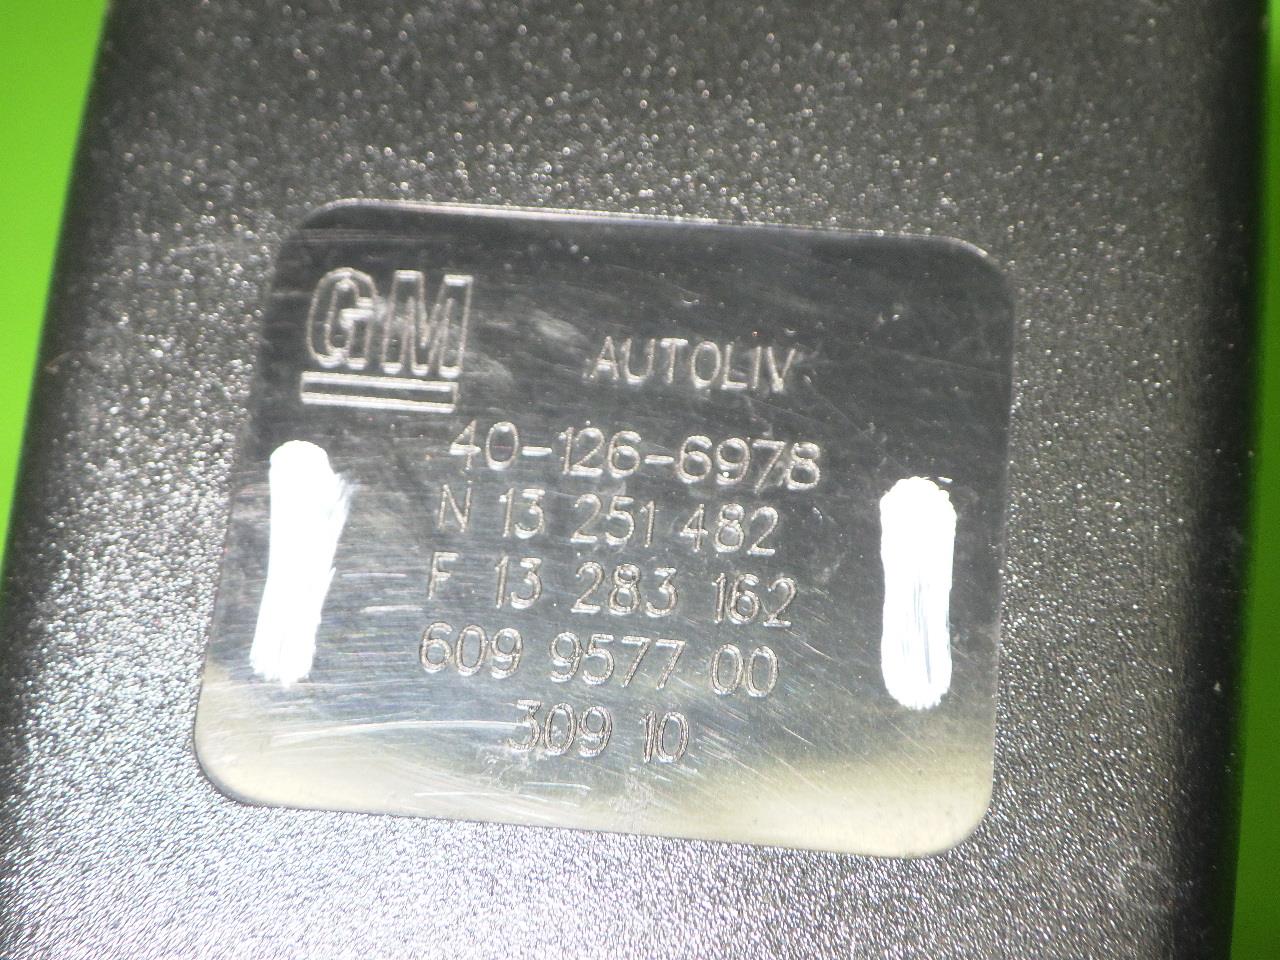 GM
AUTOLIV
40-126-6978
N 13 251 482
F 13 283 162
609 9577 00
309 10